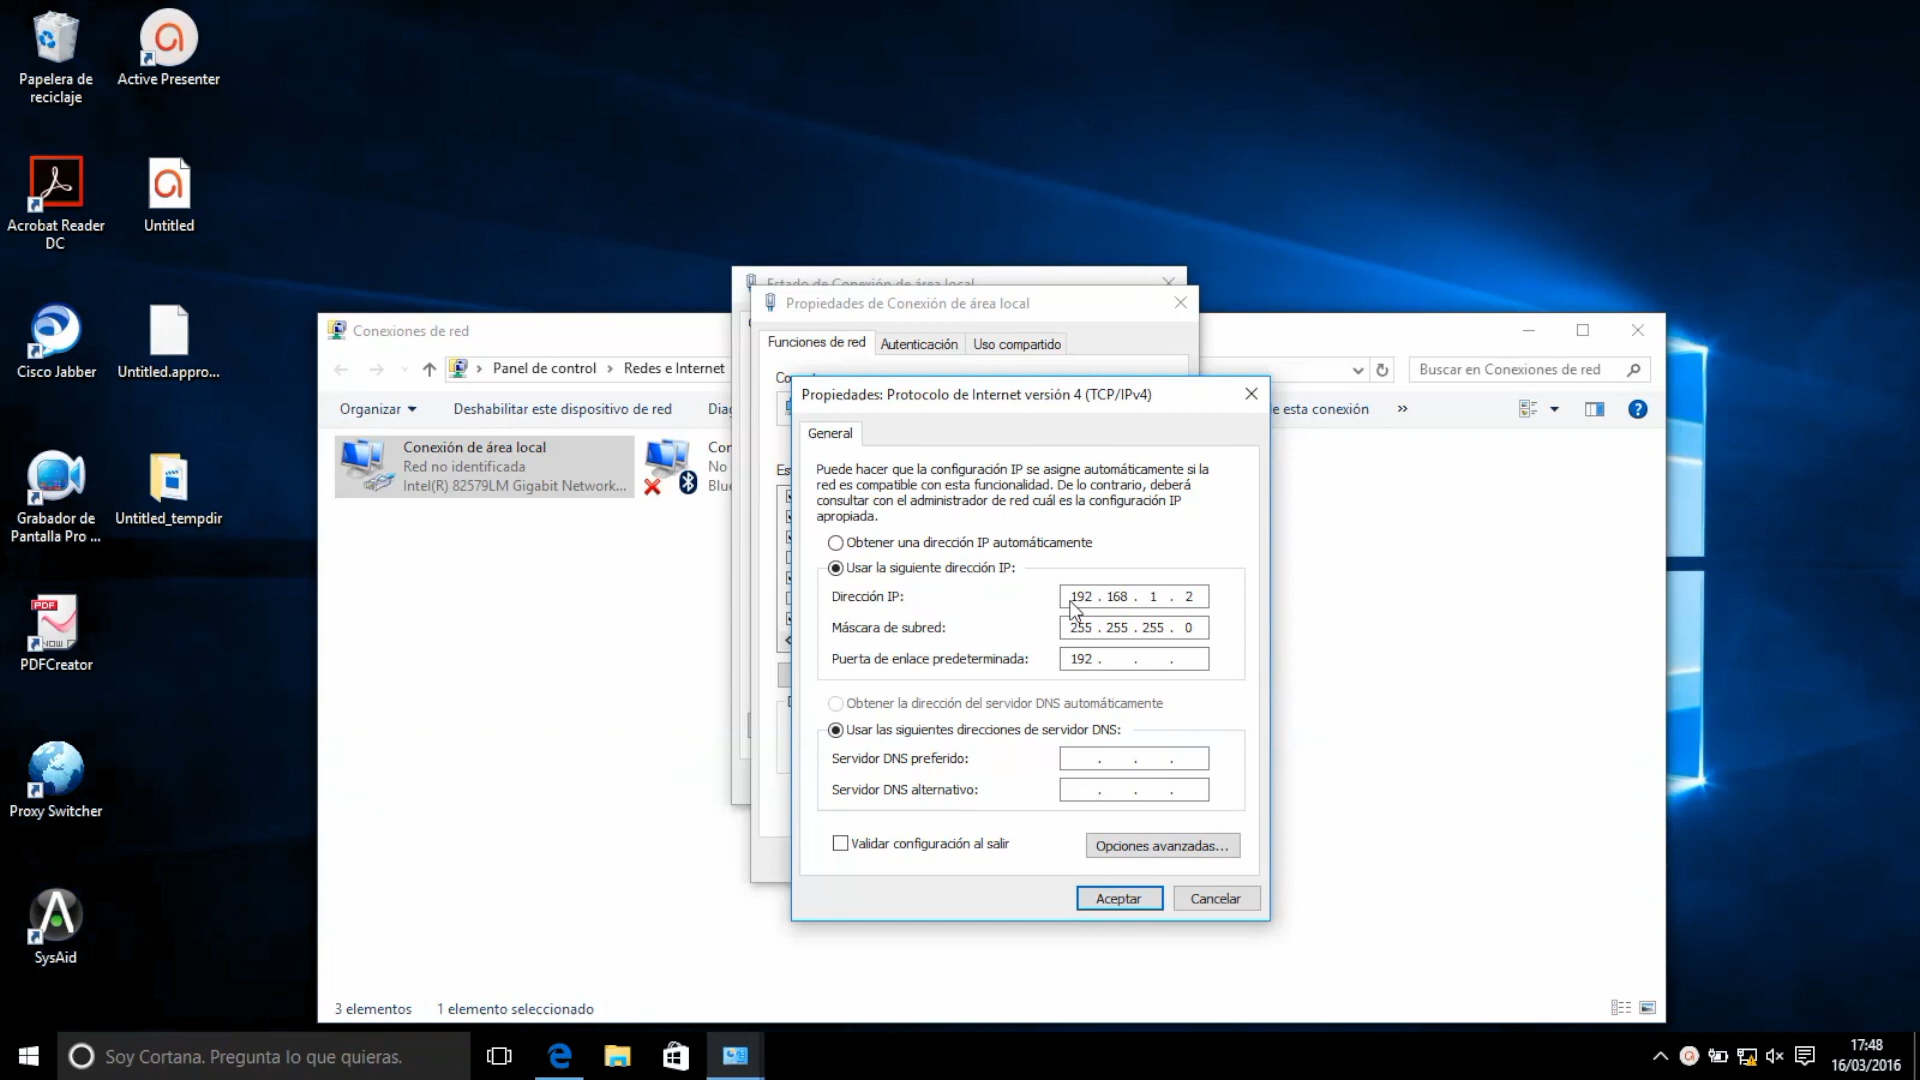 Papelera de
reciclaje
Active Presenter
Acrobat Reader
DC
Untitled
Cisco Jabber
Untitled.appro...
Grabador de
Pantalla Pro ...
Untitled_tempdir
PDF
NOW
PDFCreator
Proxy Switcher
SysAid
Estado de Conexión de área local
Propiedades de Conexión de área local
Funciones de red
Autenticación
Uso compartido
Conexiones de red
Panel de control
Redes e Internet
Buscar en Conexiones de red
Organizar
Deshabilitar este dispositivo de red
e esta conexión
»
Conexión de área local
Red no identificada
Intel(R) 82579LM Gigabit Network...
No
Propiedades: Protocolo de Internet versión 4 (TCP/IPv4)
General
Puede hacer que la configuración IP se asigne automáticamente si la
red es compatible con esta funcionalidad. De lo contrario, deberá
consultar con el administrador de red cuál es la configuración IP
apropiada.
Obtener una dirección IP automáticamente
Usar la siguiente dirección IP:
Dirección IP:
192 . 168 . 1 . 2
Máscara de subred:
255 . 255 . 255 . 0
Puerta de enlace predeterminada:
192 . . .
Obtener la dirección del servidor DNS automáticamente
Usar las siguientes direcciones de servidor DNS:
Servidor DNS preferido:
. . .
Servidor DNS alternativo:
. . .
Validar configuración al salir
Opciones avanzadas...
Aceptar
Cancelar
3 elementos
1 elemento seleccionado
Soy Cortana. Pregunta lo que quieras.
17:48
16/03/2016